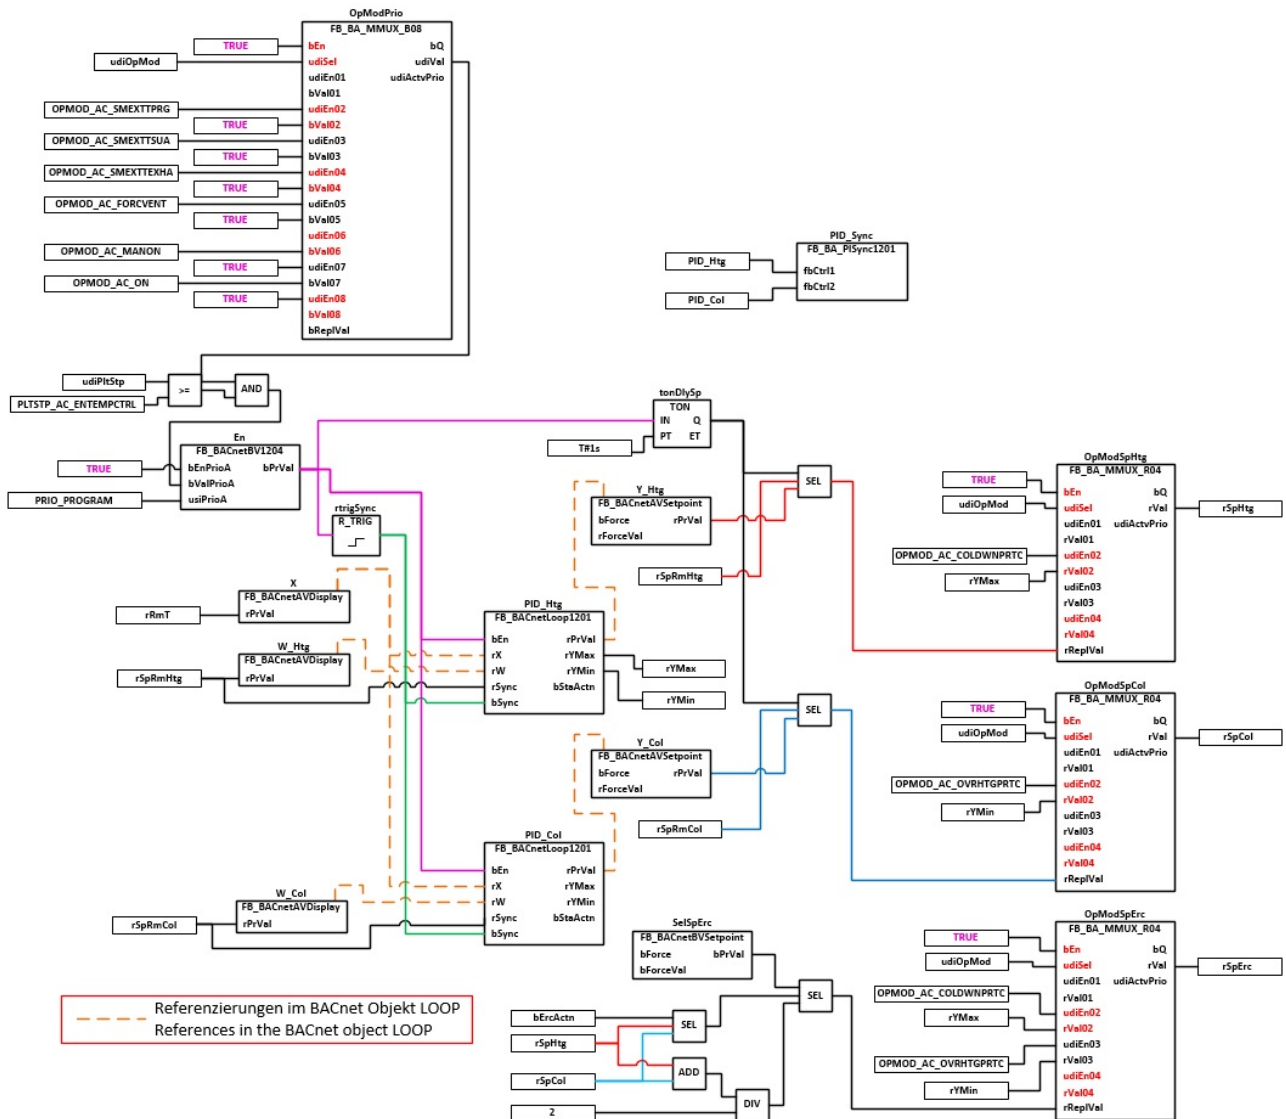 OpModPrio
FB_BA_MMUX_B08
TRUE
bEn
bQ
udiOpMod
udiSel
udiVal
udiEn01
udiActvPrio
bVal01
OPMOD_AC_SMEXTTPRG
udiEn02
TRUE
bVal02
OPMOD_AC_SMEXTTSUA
udiEn03
TRUE
bVal03
OPMOD_AC_SMEXTTEXHA
udiEn04
TRUE
bVal04
OPMOD_AC_FORCVENT
udiEn05
TRUE
bVal05
udiEn06
OPMOD_AC_MANON
bVal06
TRUE
udiEn07
OPMOD_AC_ON
bVal07
TRUE
udiEn08
bVal08
bReplVal
PID_Sync
FB_BA_PISync1201
PID_Htg
fbCtrl1
PID_Col
fbCtrl2
udiPltStp
PLTSTP_AC_ENTEMPCTRL
>=
AND
En
FB_BACnetBV1204
TRUE
bEnPrioA
bPrVal
bValPrioA
PRIO_PROGRAM
usiPrioA
tonDlySp
TON
IN
Q
T#1s
PT
ET
rtrigSync
R_TRIG
Y_Htg
FB_BACnetAVSetpoint
bForce
rPrVal
rForceVal
rSpRmHtg
SEL
X
FB_BACnetAVDisplay
rRmT
rPrVal
W_Htg
FB_BACnetAVDisplay
rSpRmHtg
rPrVal
PID_Htg
FB_BACnetLoop1201
bEn
rPrVal
rX
rYMax
rW
rYMin
rSync
bStaActn
bSync
rYMax
rYMin
OpModSpHtg
FB_BA_MMUX_R04
TRUE
bEn
bQ
udiOpMod
udiSel
rVal
rSpHtg
udiEn01
udiActvPrio
rVal01
OPMOD_AC_COLDWNPRTC
udiEn02
rYMax
rVal02
udiEn03
rVal03
udiEn04
rVal04
rReplVal
SEL
Y_Col
FB_BACnetAVSetpoint
bForce
rPrVal
rForceVal
rSpRmCol
OpModSpCol
FB_BA_MMUX_R04
TRUE
bEn
bQ
udiOpMod
udiSel
rVal
rSpCol
udiEn01
udiActvPrio
rVal01
OPMOD_AC_OVRHTGPRTC
udiEn02
rYMin
rVal02
udiEn03
rVal03
udiEn04
rVal04
rReplVal
PID_Col
FB_BACnetLoop1201
bEn
rPrVal
rX
rYMax
rW
rYMin
rSync
bStaActn
bSync
W_Col
FB_BACnetAVDisplay
rSpRmCol
rPrVal
SelSpErc
FB_BACnetBVSetpoint
bForce
bPrVal
bForceVal
SEL
bErcActn
rSpHtg
SEL
rSpCol
ADD
2
DIV
OpModSpErc
FB_BA_MMUX_R04
TRUE
bEn
bQ
udiOpMod
udiSel
rVal
rSpErc
udiEn01
udiActvPrio
OPMOD_AC_COLDWNPRTC
rVal01
udiEn02
rYMax
rVal02
udiEn03
OPMOD_AC_OVRHTGPRTC
rVal03
udiEn04
rYMin
rVal04
rReplVal
Referenzierungen im BACnet Objekt LOOP
References in the BACnet object LOOP